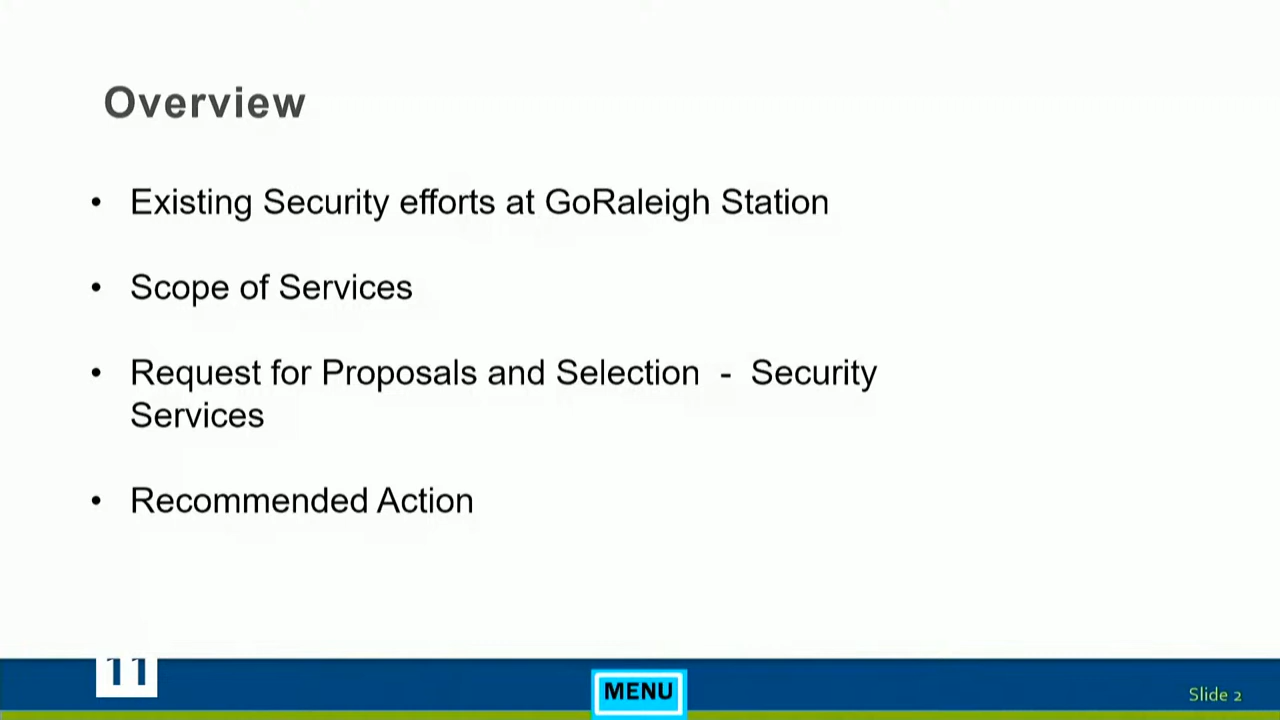 Overview
• Existing Security efforts at GoRaleigh Station
• Scope of Services
• Request for Proposals and Selection - Security
Services
• Recommended Action
11
MENU
Slide 2